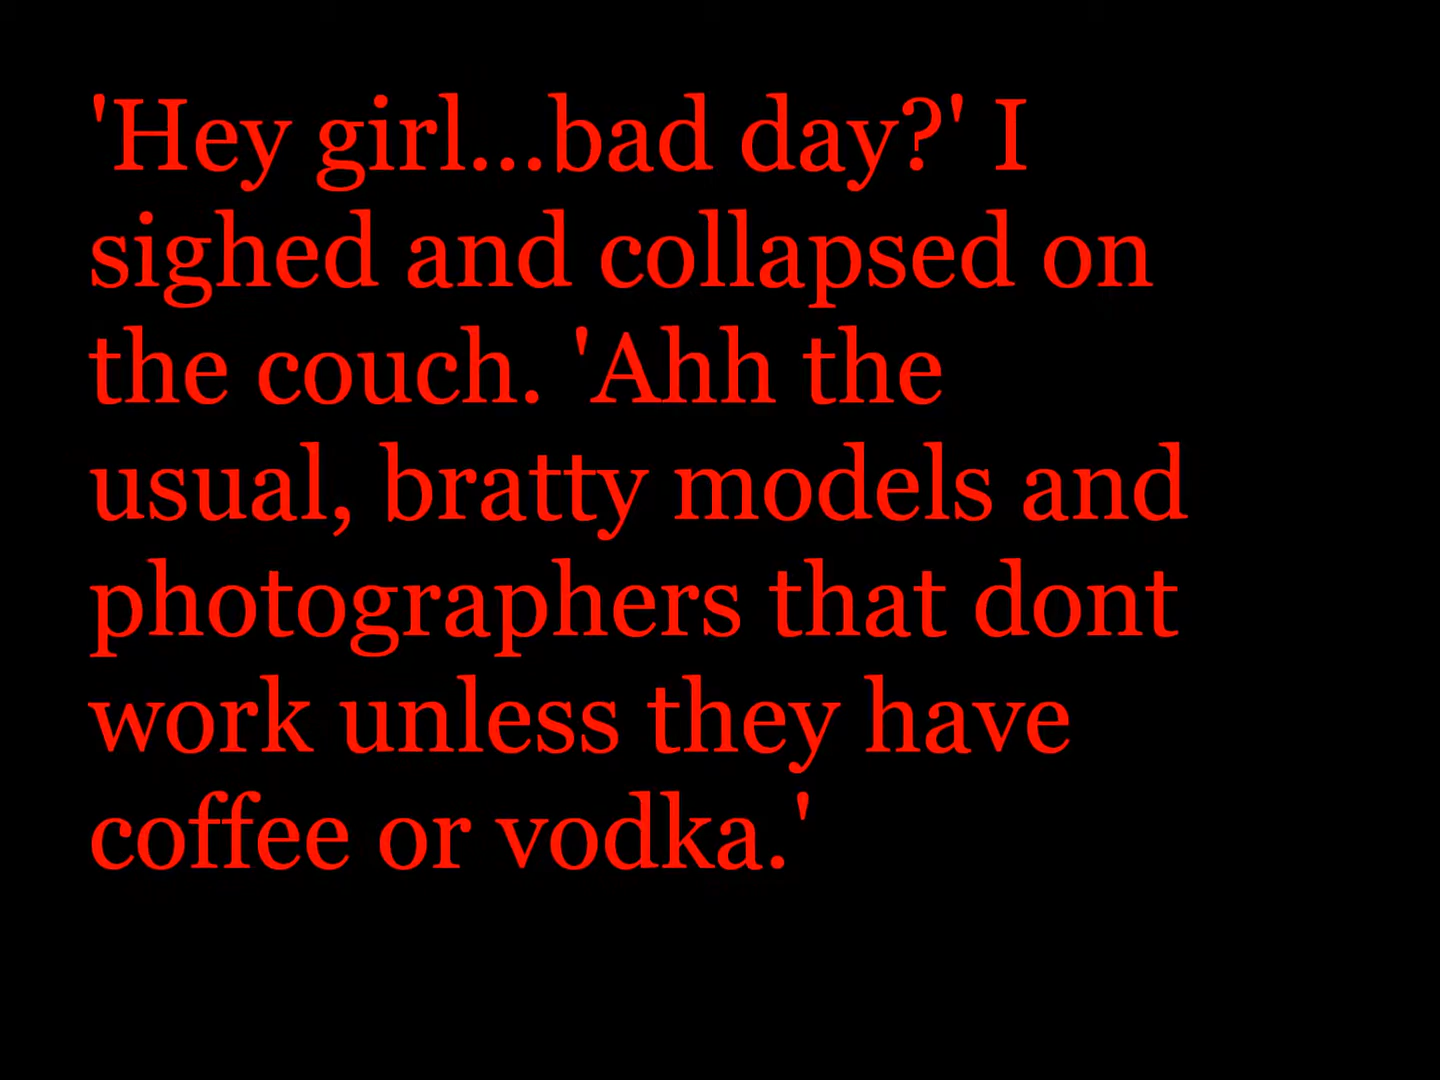 'Hey girl...bad day?' I
sighed and collapsed on
the couch. 'Ahh the
usual, bratty models and
photographers that dont
work unless they have
coffee or vodka.'